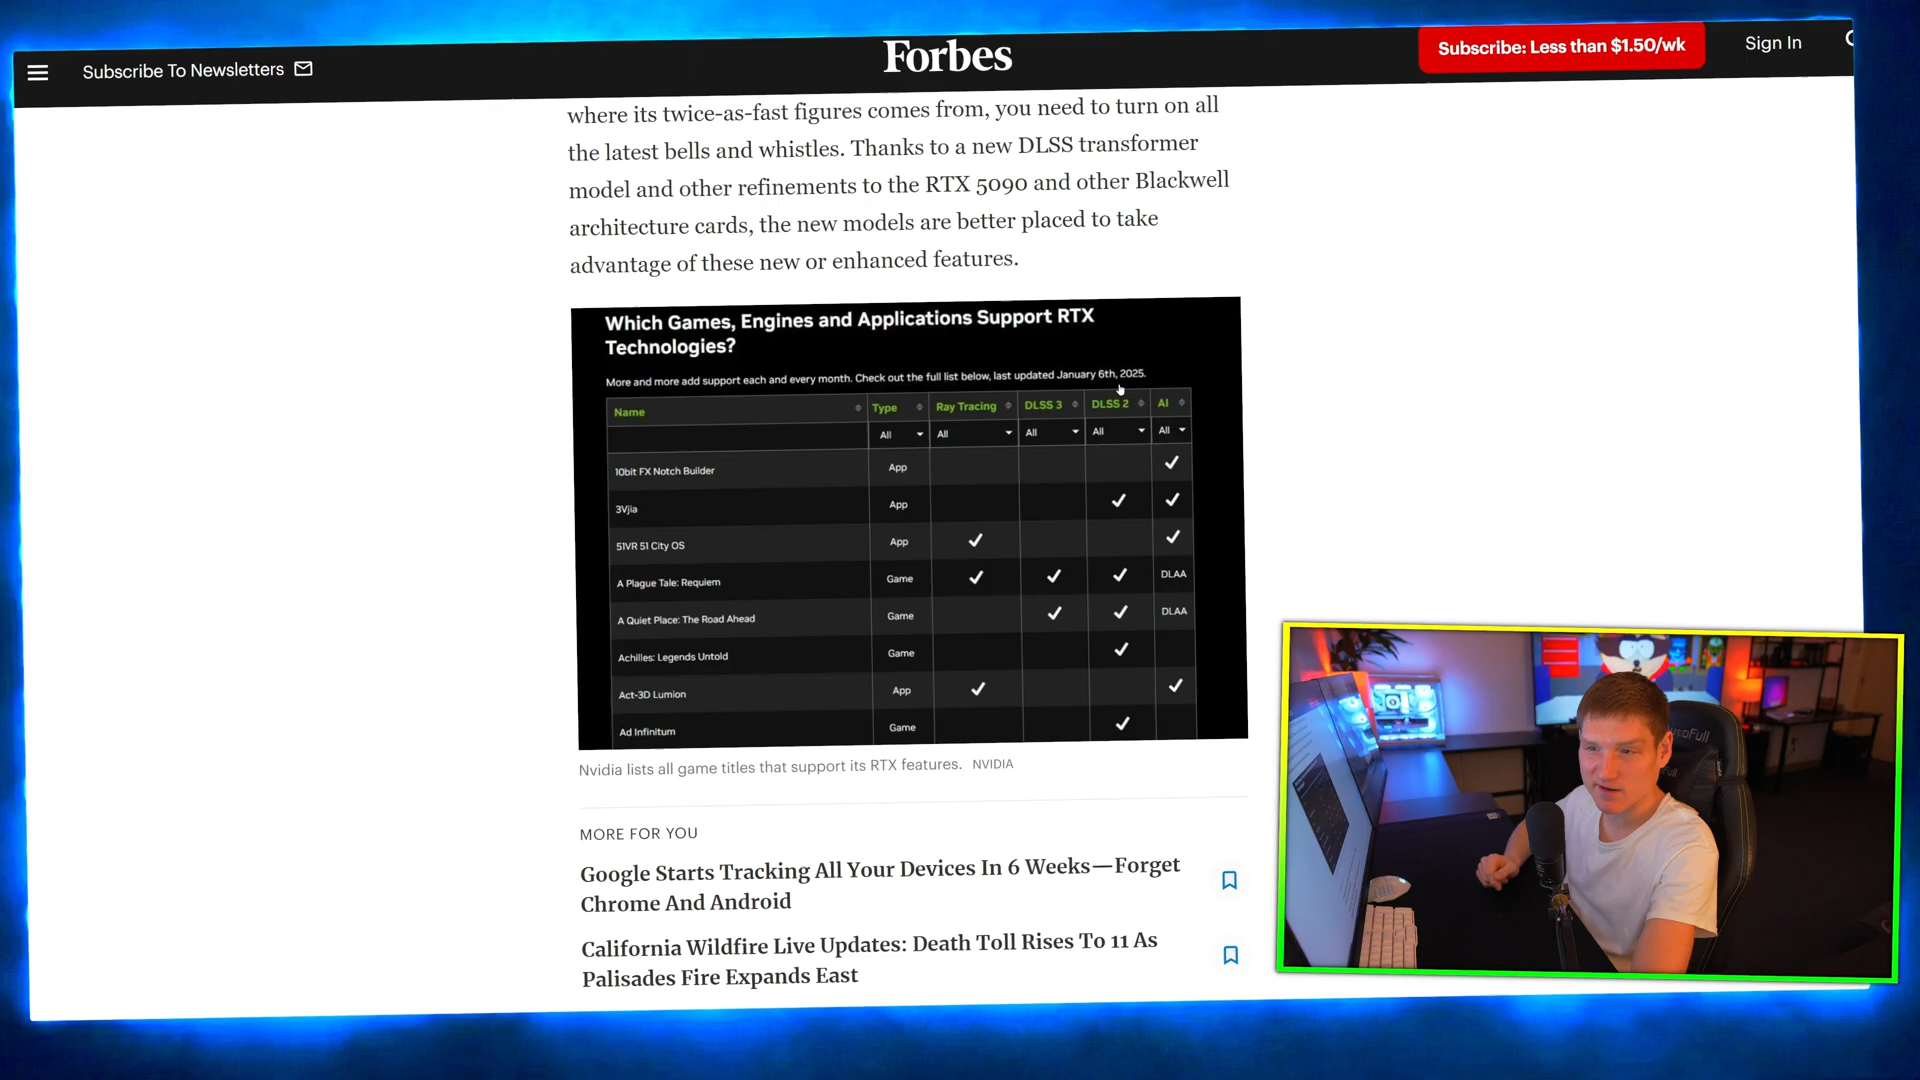 Subscribe To Newsletters
Forbes
Subscribe: Less than $1.50/wk
Sign In
where its twice-as-fast figures comes from, you need to turn on all
the latest bells and whistles. Thanks to a new DLSS transformer
model and other refinements to the RTX 5090 and other Blackwell
architecture cards, the new models are better placed to take
advantage of these new or enhanced features.
Which Games, Engines and Applications Support RTX
Technologies?
More and more add support each and every month. Check out the full list below, last updated January 6th, 2025.
Name Type Ray Tracing DLSS 3 DLSS 2 AI
All All All All All
10bit FX Notch Builder App
3Vjia App
51VR 51 City OS App
A Plague Tale: Requiem Game DLAA
A Quiet Place: The Road Ahead Game DLAA
Achilles: Legends Untold Game
Act-3D Lumion App
Ad Infinitum Game
Nvidia lists all game titles that support its RTX features. NVIDIA
MORE FOR YOU
Google Starts Tracking All Your Devices In 6 Weeks—Forget
Chrome And Android
California Wildfire Live Updates: Death Toll Rises To 11 As
Palisades Fire Expands East